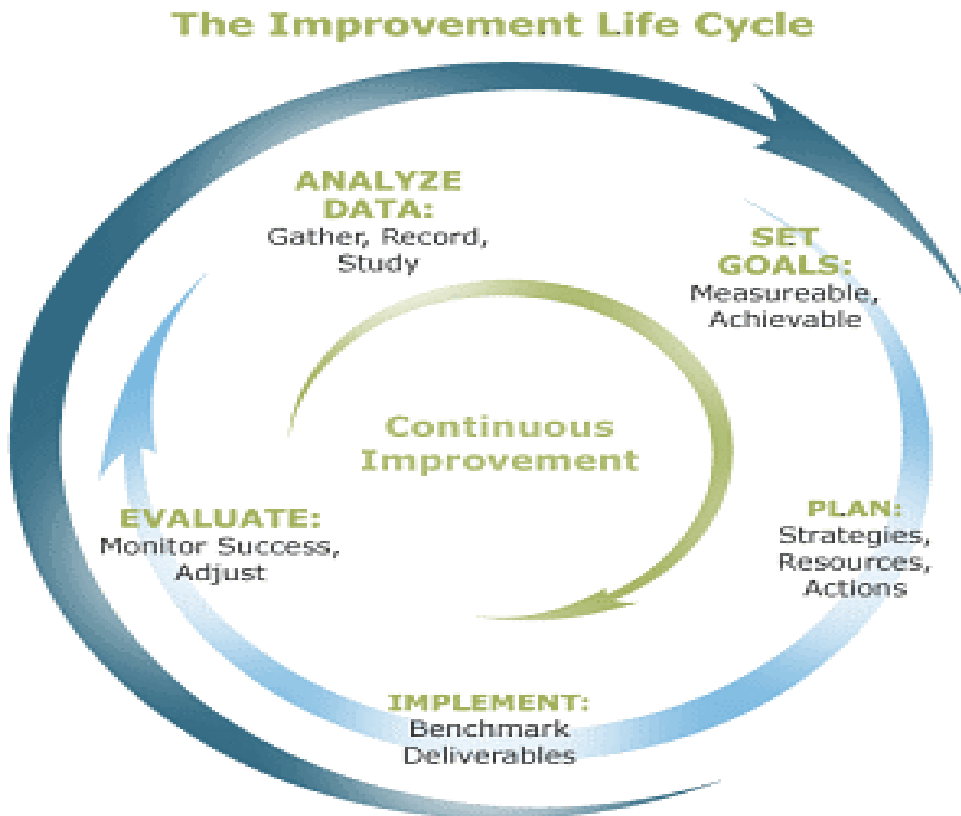 The Improvement Life Cycle
ANALYZE
DATA:
Gather, Record,
Study
SET
GOALS:
Measureable,
Achievable
Continuous
Improvement
PLAN:
Strategies,
Resources,
Actions
IMPLEMENT:
Benchmark
Deliverables
EVALUATE:
Monitor Success,
Adjust